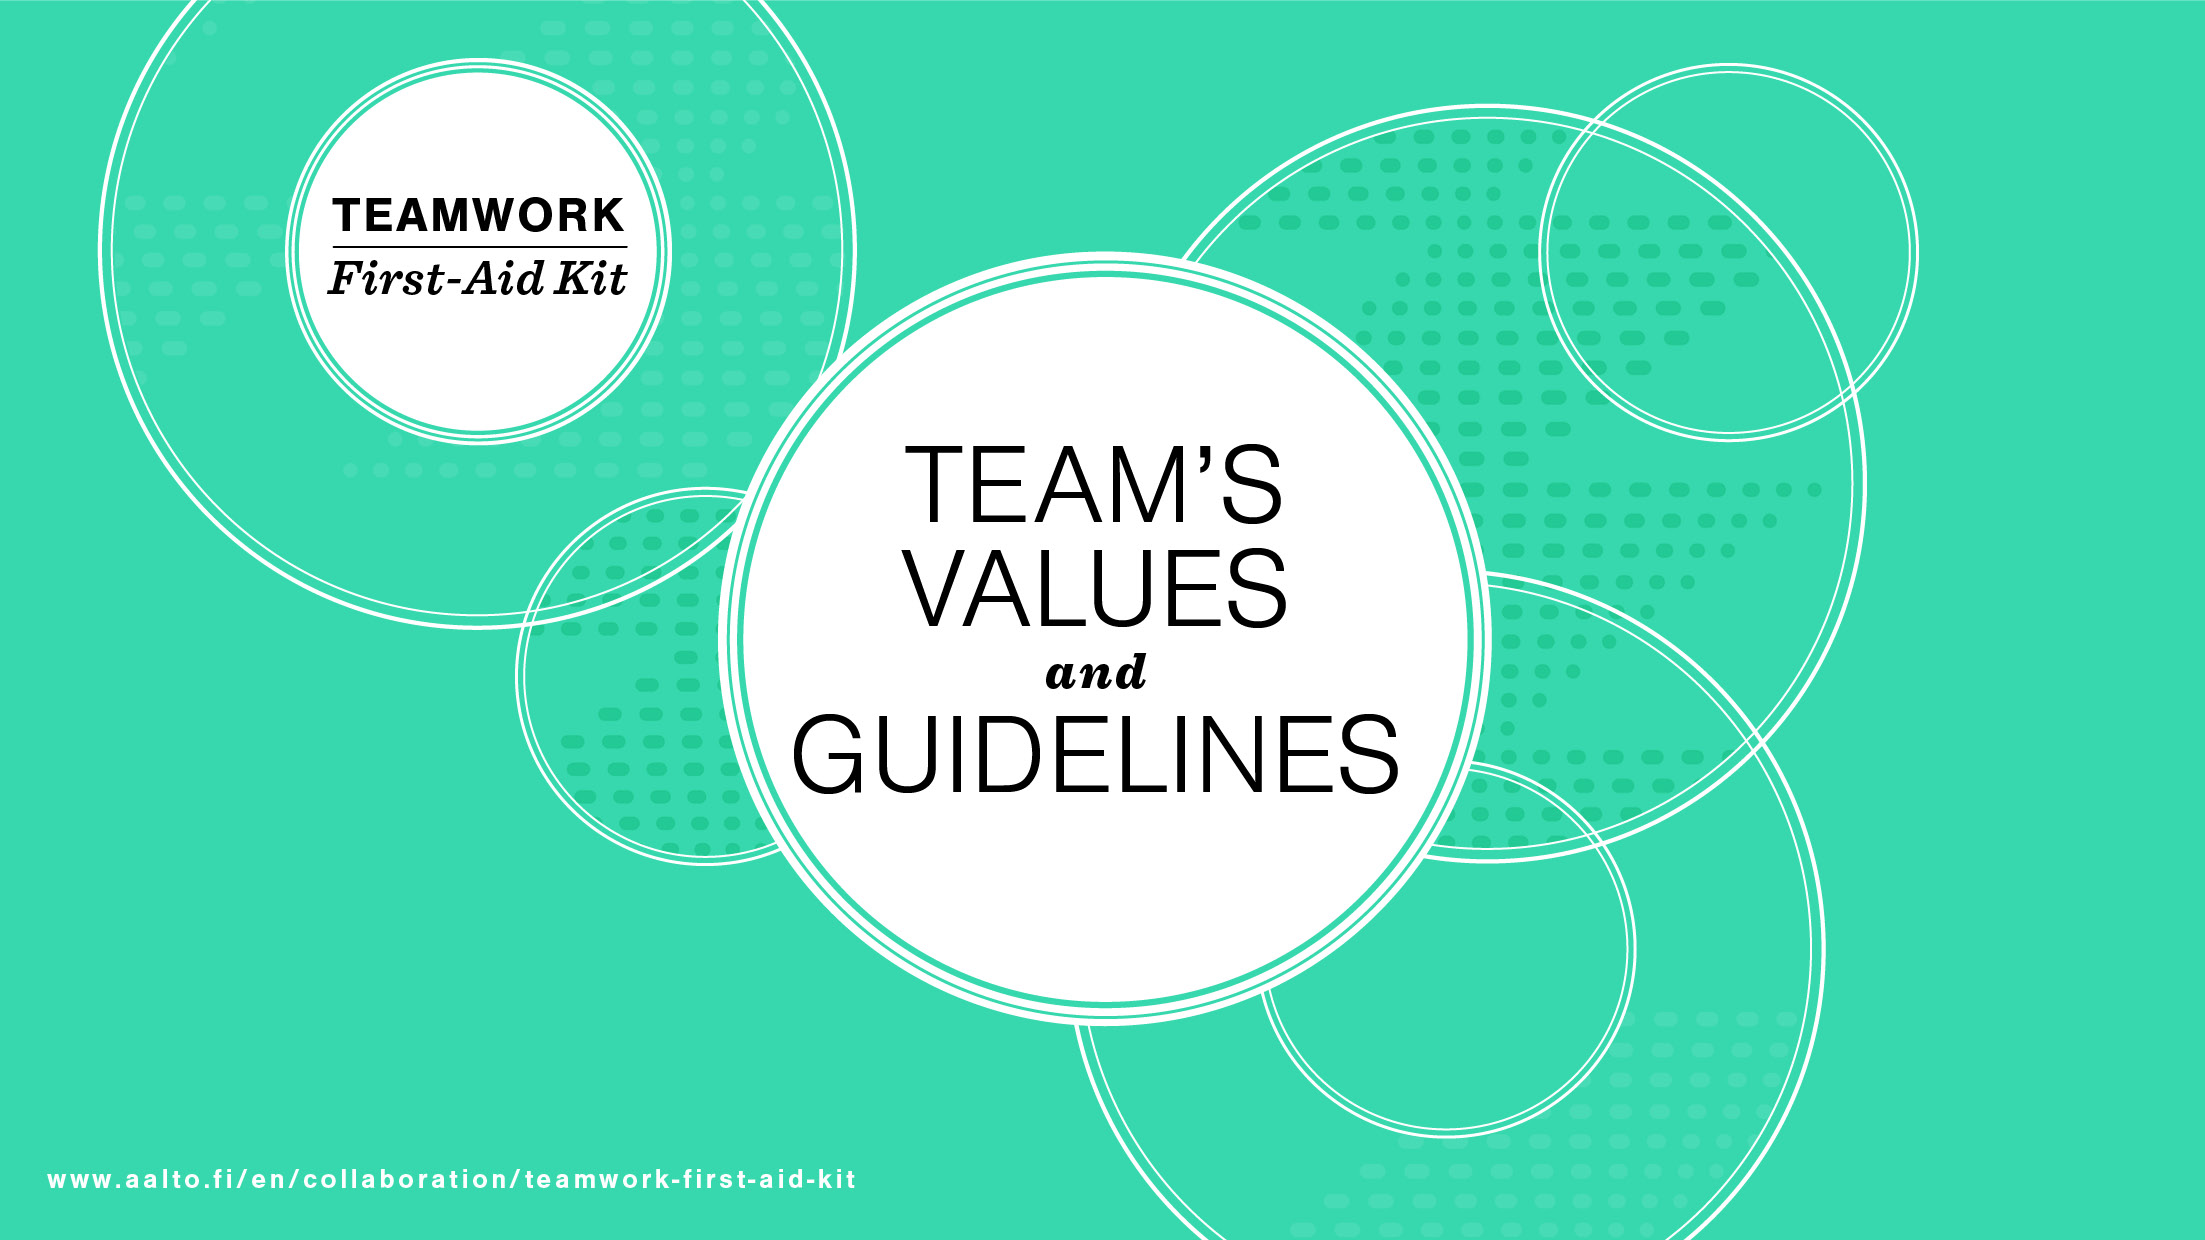 TEAMWORK
First-Aid Kit
TEAM’S
VALUES
and
GUIDELINES
www.aalto.fi/en/collaboration/teamwork-first-aid-kit